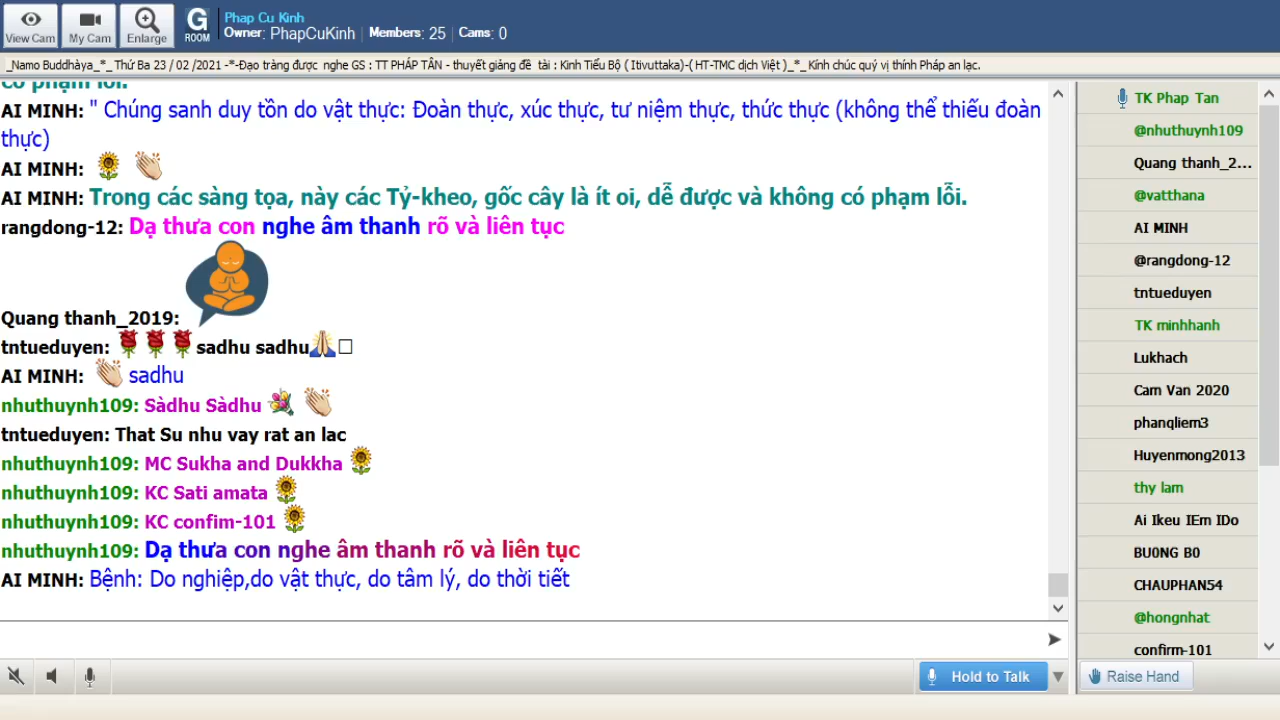 View Cam
My Cam
Enlarge
G
ROOM
Phap Cu Kinh
Owner: PhapCuKinh | Members: 25 | Cams: 0
_Namo Buddhàya_*_ Thứ Ba 23 / 02 /2021 -*-Đạo tràng được nghe GS : TT PHÁP TÂN - thuyết giảng đề tài : Kinh Tiểu Bộ ( Itivuttaka)-( HT-TMC dịch Việt )_*_ Kính chúc quý vị thính Pháp an lạc.
có phạm lỗi.
AI MINH: " Chúng sanh duy tồn do vật thực: Đoàn thực, xúc thực, tư niệm thực, thức thực (không thể thiếu đoàn
thực)
AI MINH:
AI MINH: Trong các sàng tọa, này các Tỷ-kheo, gốc cây là ít oi, dễ được và không có phạm lỗi.
rangdong-12: Dạ thưa con nghe âm thanh rõ và liên tục
Quang thanh_2019:
tntueduyen: sadhu sadhu
AI MINH: sadhu
nhuthuynh109: Sàdhu Sàdhu
tntueduyen: That Su nhu vay rat an lac
nhuthuynh109: MC Sukha and Dukkha
nhuthuynh109: KC Sati amata
nhuthuynh109: KC confim-101
nhuthuynh109: Dạ thưa con nghe âm thanh rõ và liên tục
AI MINH: Bệnh: Do nghiệp,do vật thực, do tâm lý, do thời tiết
TK Phap Tan
@nhuthuynh109
Quang thanh_2...
@vatthana
AI MINH
@rangdong-12
tntueduyen
TK minhhanh
Lukhach
Cam Van 2020
phanqliem3
Huyenmong2013
thy lam
Ai Ikeu IEm IDo
BU0NG B0
CHAUPHAN54
@hongnhat
confirm-101
Hold to Talk
Raise Hand